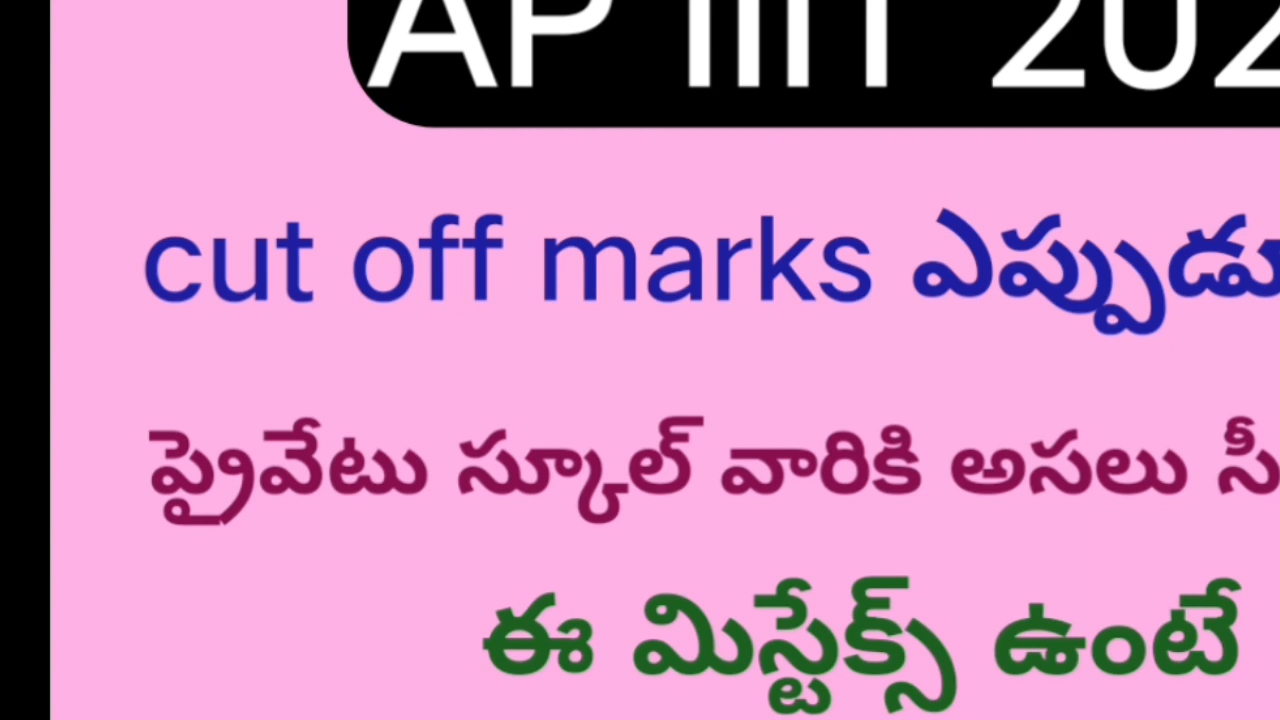 AP IIIT 202
cut off marks ఎప్పుడూ
ప్రైవేటు స్కూల్ వారికి అసలు సీ
ఈ మిస్టేక్స్ ఉంటే